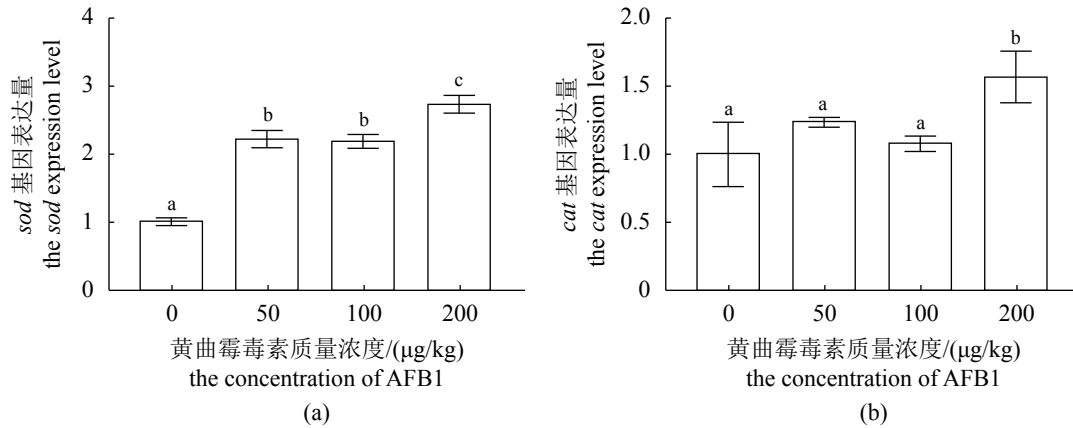 sod 基因表达量
the sod expression level
4
3
2
1
0
a
b
b
c
0
50
100
200
黄曲霉毒素质量浓度/(μg/kg)
the concentration of AFB1
(a)
cat 基因表达量
the cat expression level
2.0
1.5
1.0
0.5
0
a
a
a
b
0
50
100
200
黄曲霉毒素质量浓度/(μg/kg)
the concentration of AFB1
(b)